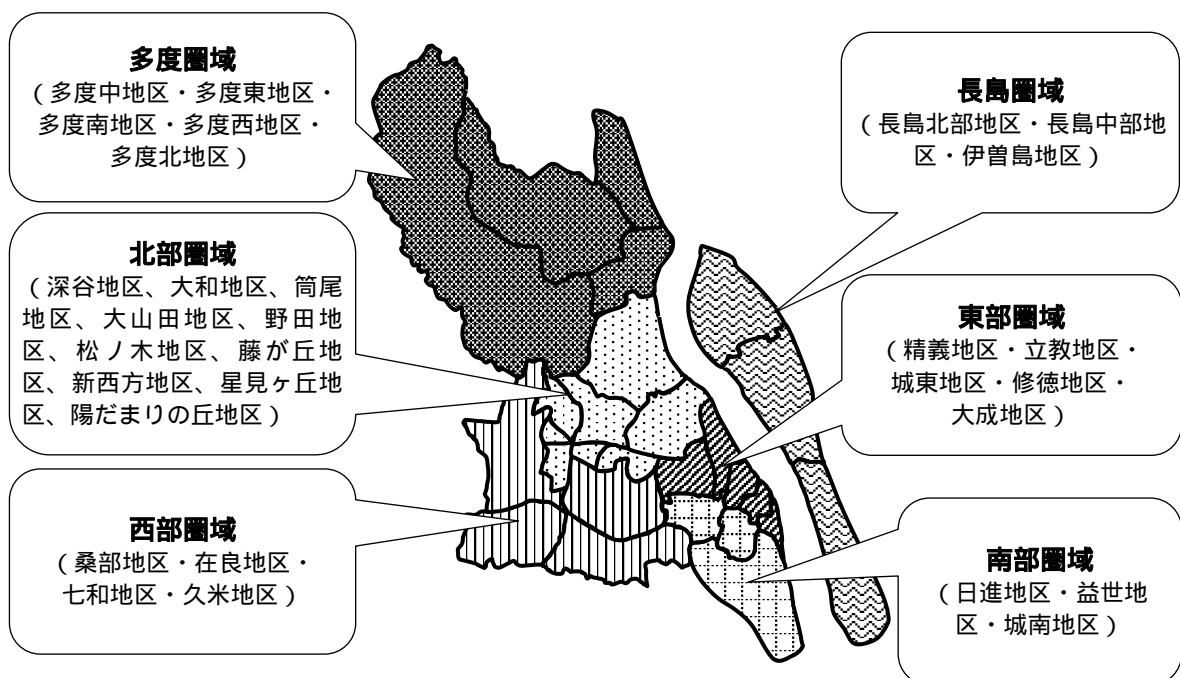 多度圏域
（多度中地区・多度東地区・
多度南地区・多度西地区・
多度北地区）
北部圏域
（深谷地区、大和地区、筒尾
地区、大山田地区、野田地
区、松ノ木地区、藤が丘地
区、新西方地区、星見ヶ丘地
区、陽だまりの丘地区）
西部圏域
（桑部地区・在良地区・
七和地区・久米地区）
長島圏域
（長島北部地区・長島中部地
区・伊曽島地区）
東部圏域
（精義地区・立教地区・
城東地区・修徳地区・
大成地区）
南部圏域
（日進地区・益世地
区・城南地区）